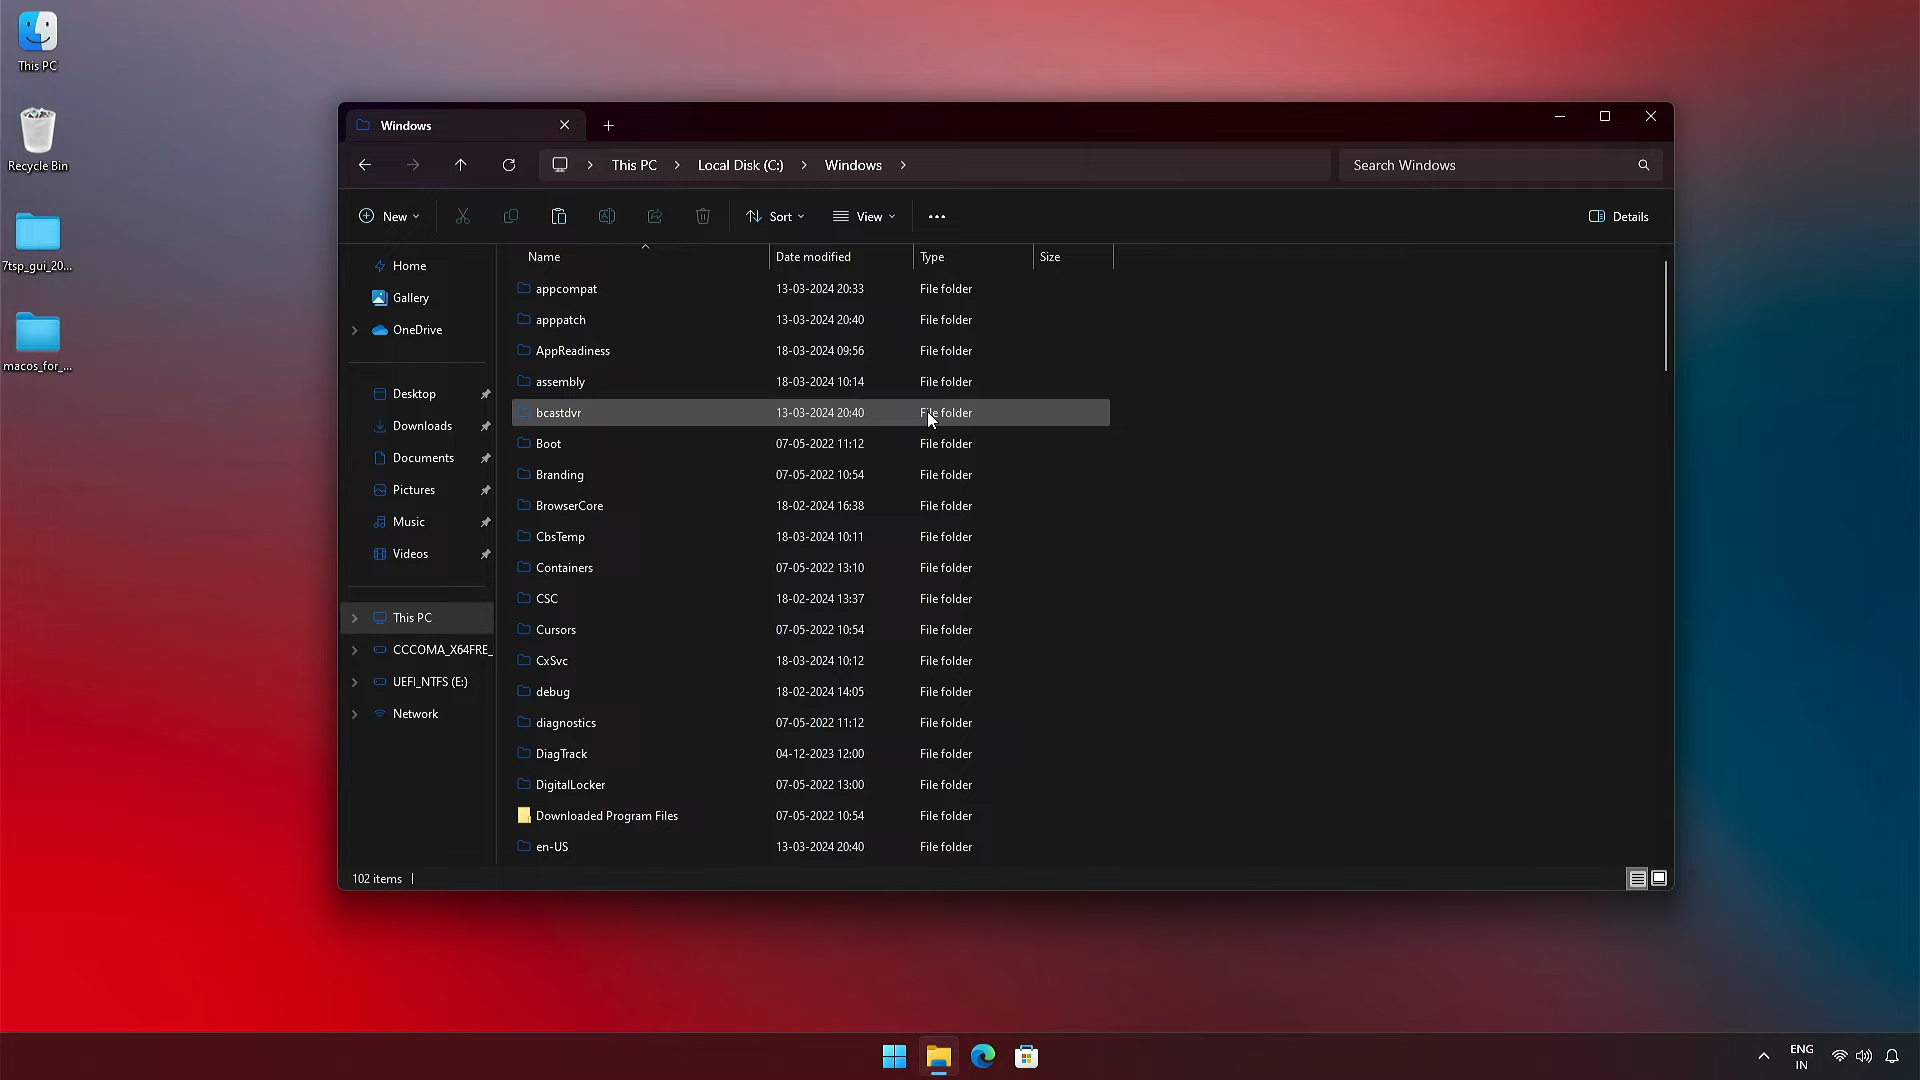 This PC
Recycle Bin
7tsp_gui_20...
macos_for_...
Windows
This PC > Local Disk (C:) > Windows >
Search Windows
New
Sort
View
Details
Home
Gallery
OneDrive
Desktop
Downloads
Documents
Pictures
Music
Videos
This PC
CCCOMA_X64FRE_
UEFI_NTFS (E:)
Network
Name Date modified Type Size
appcompat 13-03-2024 20:33 File folder
apppatch 13-03-2024 20:40 File folder
AppReadiness 18-03-2024 09:56 File folder
assembly 18-03-2024 10:14 File folder
bcastdvr 13-03-2024 20:40 File folder
Boot 07-05-2022 11:12 File folder
Branding 07-05-2022 10:54 File folder
BrowserCore 18-02-2024 16:38 File folder
CbsTemp 18-03-2024 10:11 File folder
Containers 07-05-2022 13:10 File folder
CSC 18-02-2024 13:37 File folder
Cursors 07-05-2022 10:54 File folder
CxSvc 18-03-2024 10:12 File folder
debug 18-02-2024 14:05 File folder
diagnostics 07-05-2022 11:12 File folder
DiagTrack 04-12-2023 12:00 File folder
DigitalLocker 07-05-2022 13:00 File folder
Downloaded Program Files 07-05-2022 10:54 File folder
en-US 13-03-2024 20:40 File folder
102 items
ENG
IN